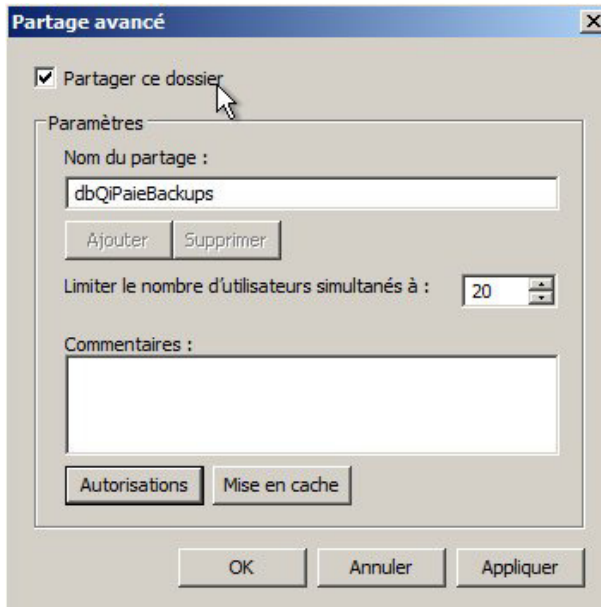 Partage avancé
Partager ce dossier
Paramètres
Nom du partage :
dbQiPaieBackups
Ajouter Supprimer
Limiter le nombre d'utilisateurs simultanés à : 20
Commentaires :
Autorisations Mise en cache
OK Annuler Appliquer